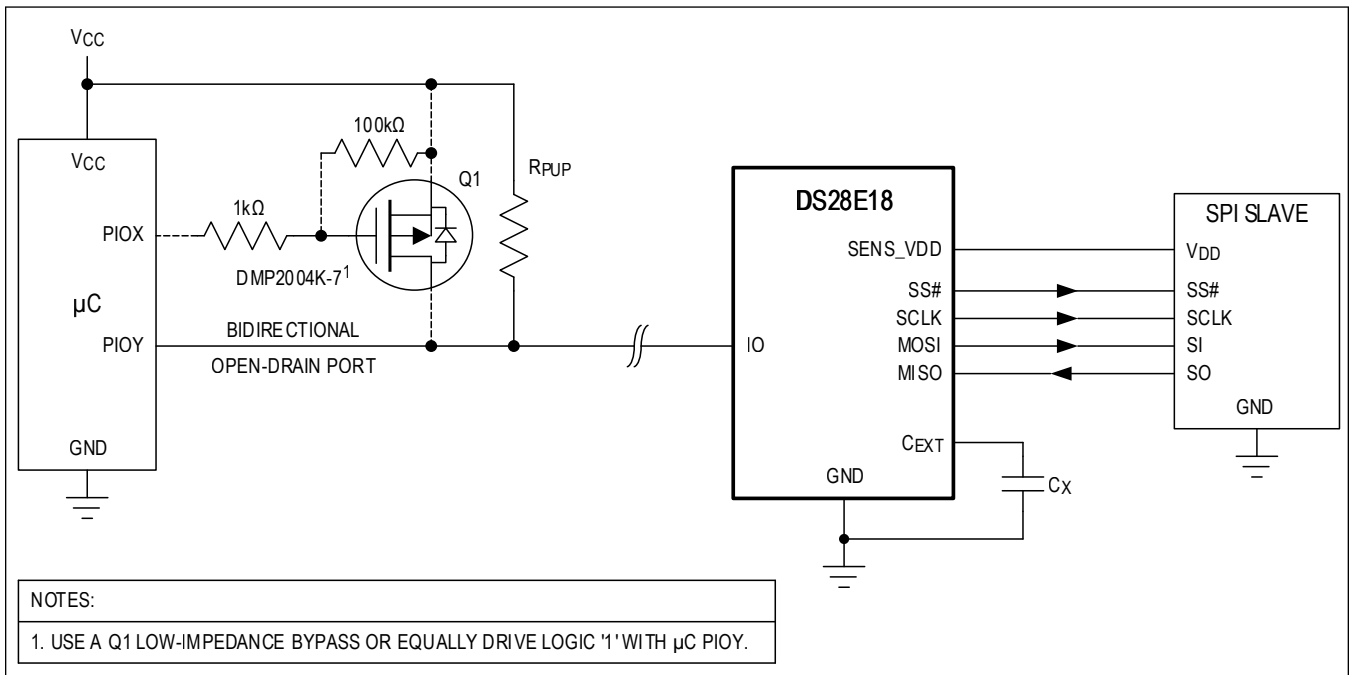 VCC
VCC
100kΩ
Q1
RPUP
1kΩ
PIOX
DMP2004K-7¹
µC
PIOY
BIDIRECTIONAL
OPEN-DRAIN PORT
GND
DS28E18
IO
SENS_VDD
SS#
SCLK
MOSI
MISO
CEXT
GND
CX
SPI SLAVE
VDD
SS#
SCLK
SI
SO
GND
NOTES:
1. USE A Q1 LOW-IMPEDANCE BYPASS OR EQUALLY DRIVE LOGIC '1' WITH µC PIOY.